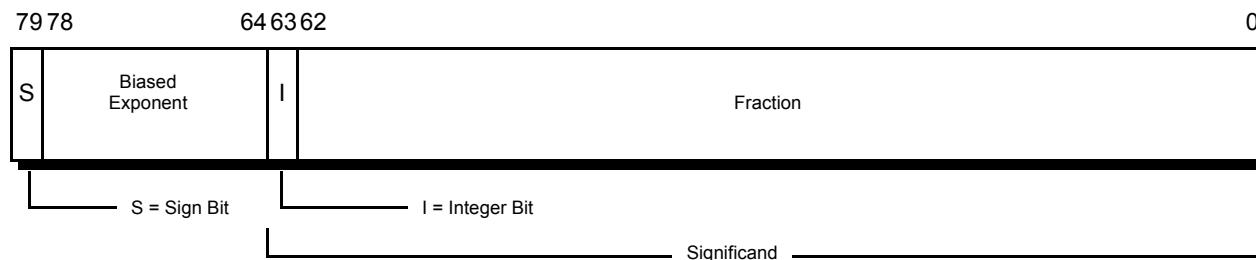 79 78 64 63 62 0
S Biased Exponent I Fraction
S = Sign Bit I = Integer Bit
Significand